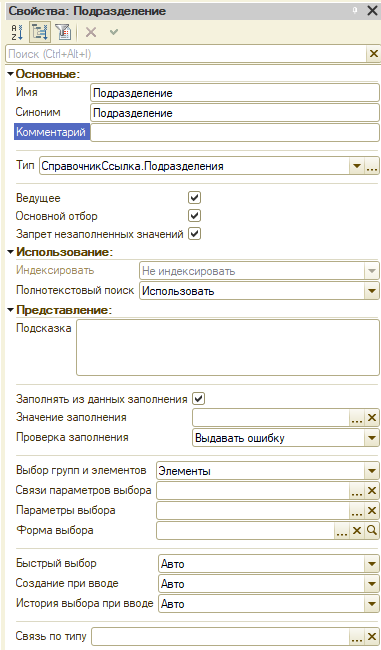 Свойства: Подразделение
Поиск (Ctrl+Alt+I)
Основные:
Имя Подразделение
Синоним Подразделение
Комментарий
Тип СправочникСсылка.Подразделения
Ведущее
Основной отбор
Запрет незаполненных значений
Использование:
Индексировать Не индексировать
Полнотекстовый поиск Использовать
Представление:
Подсказка
Заполнять из данных заполнения
Значение заполнения
Проверка заполнения Выдавать ошибку
Выбор групп и элементов Элементы
Связи параметров выбора
Параметры выбора
Форма выбора
Быстрый выбор Авто
Создание при вводе Авто
История выбора при вводе Авто
Связь по типу